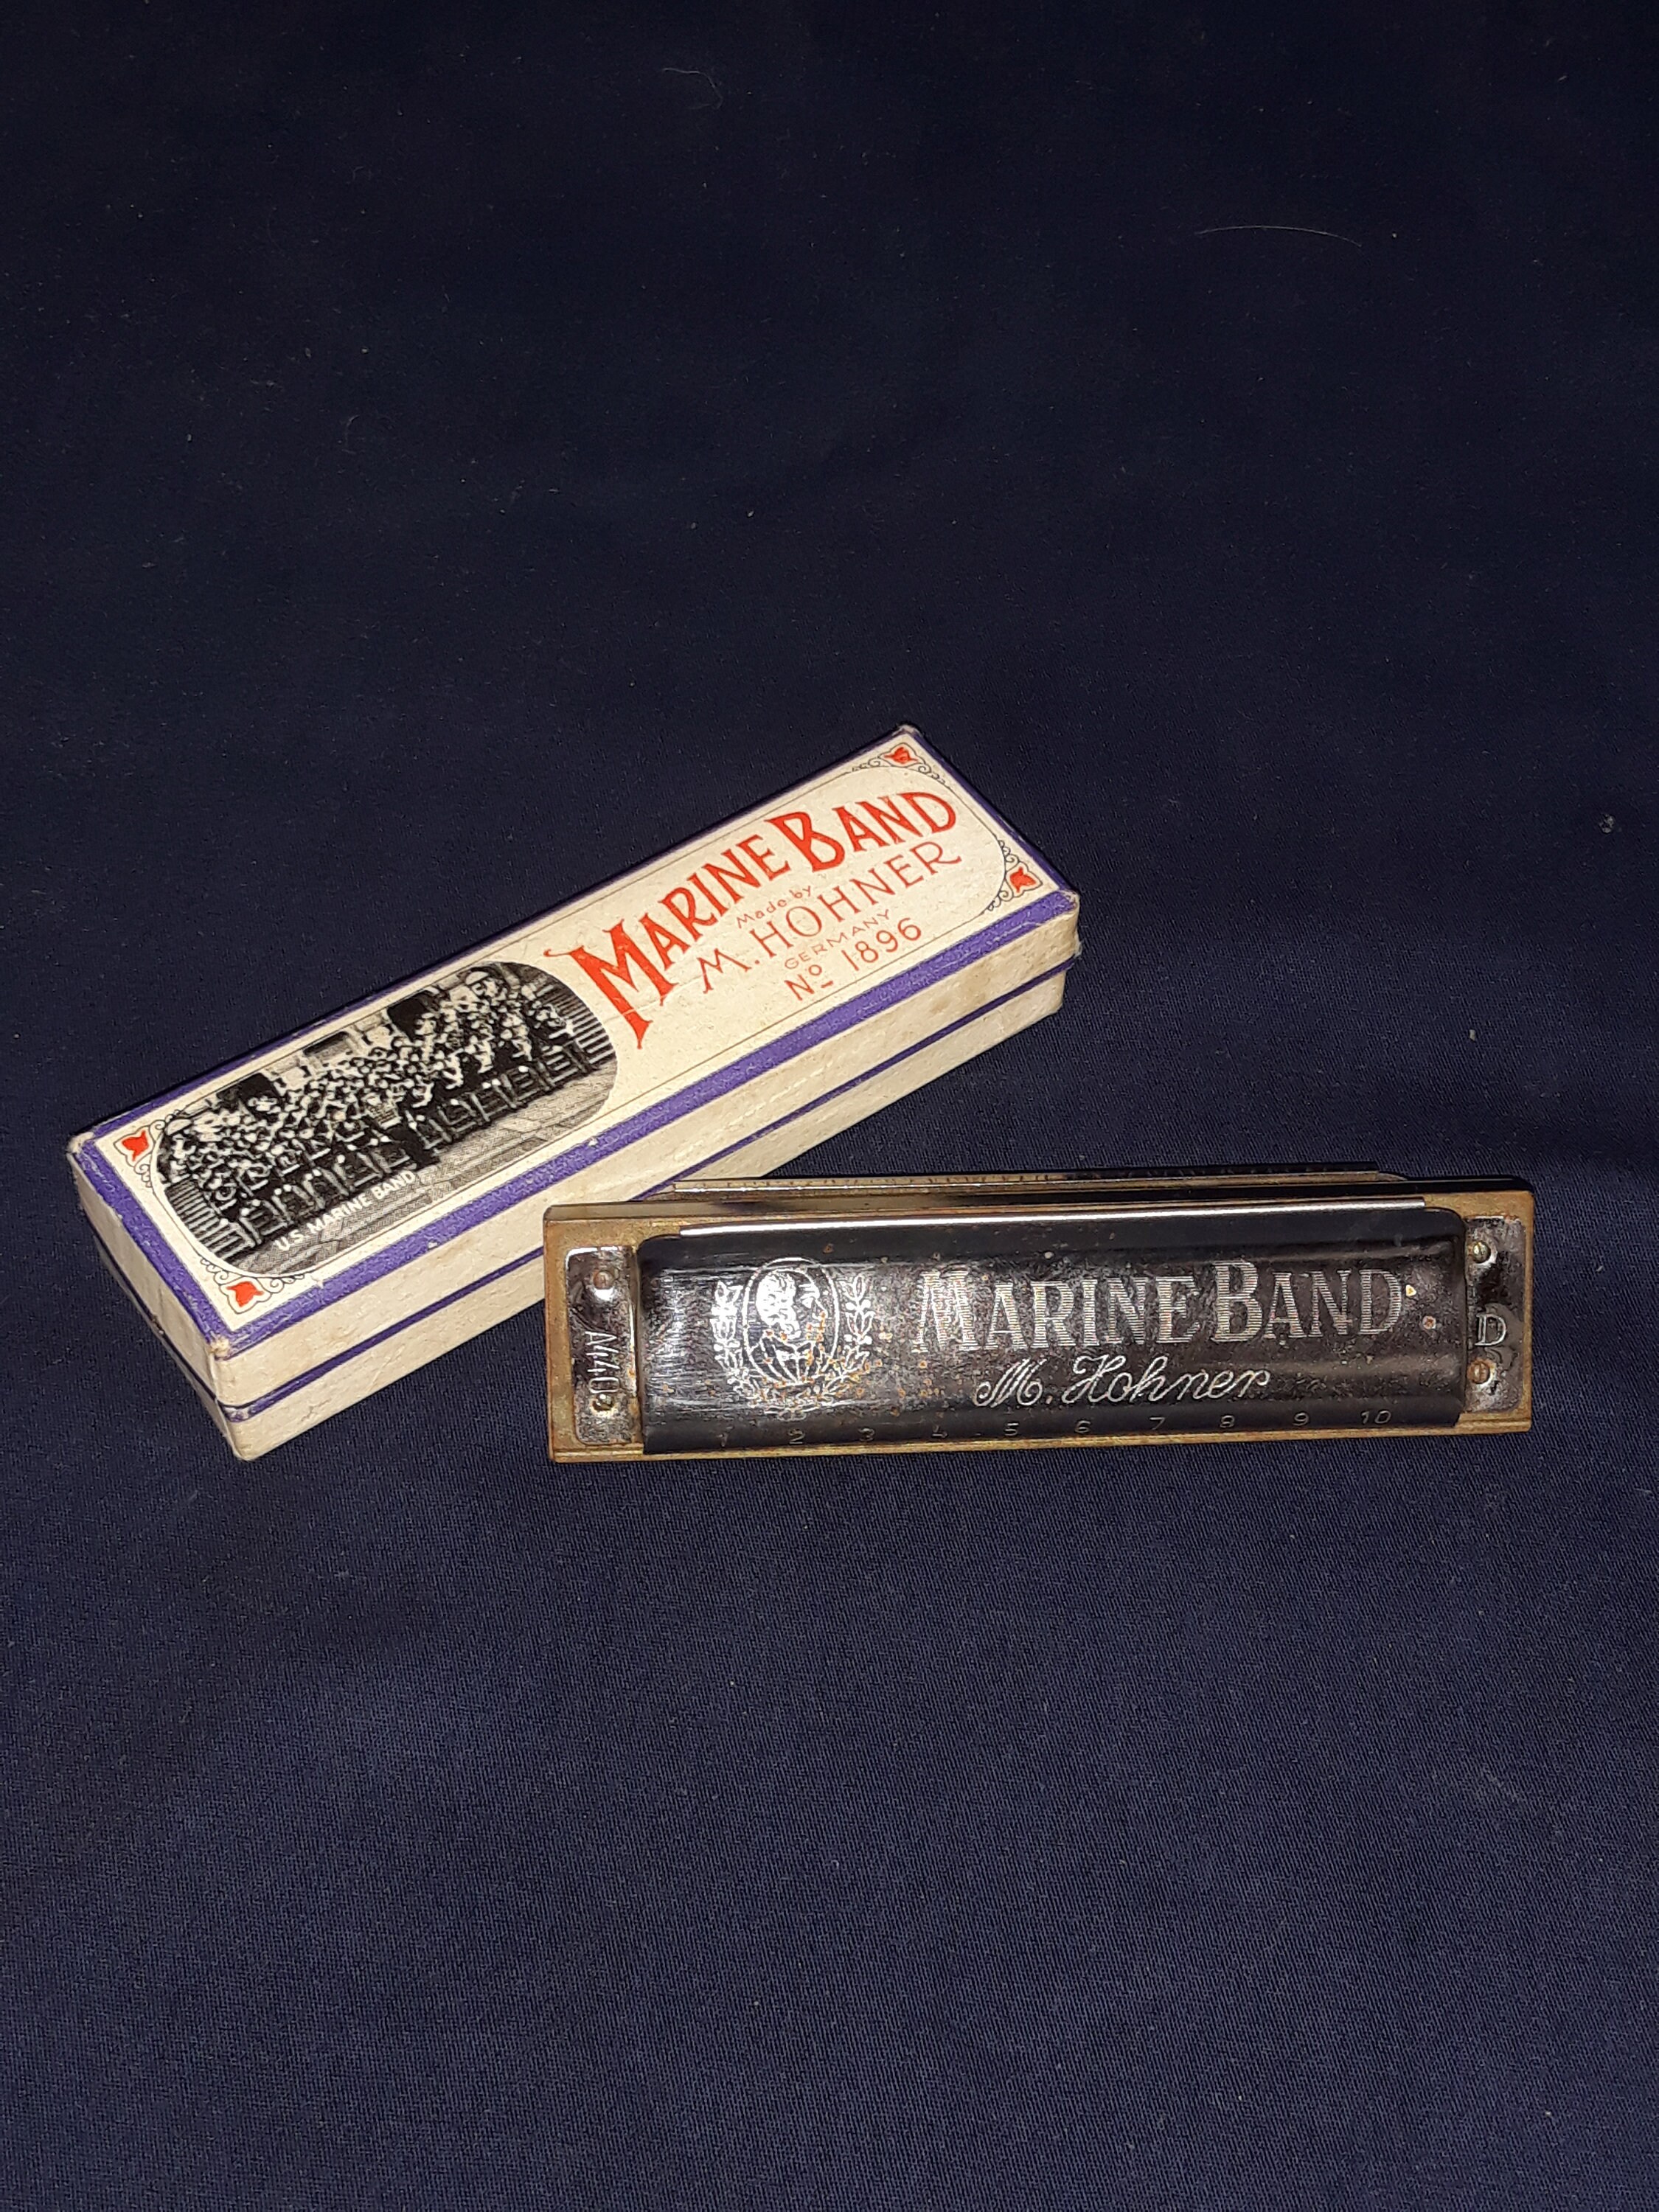 MARINE BAND
Made by
M. HOHNER
GERMANY
No 1896
U.S. MARINE BAND
MARINE BAND
M. Hohner
D
1 2 3 4 5 6 7 8 9 10